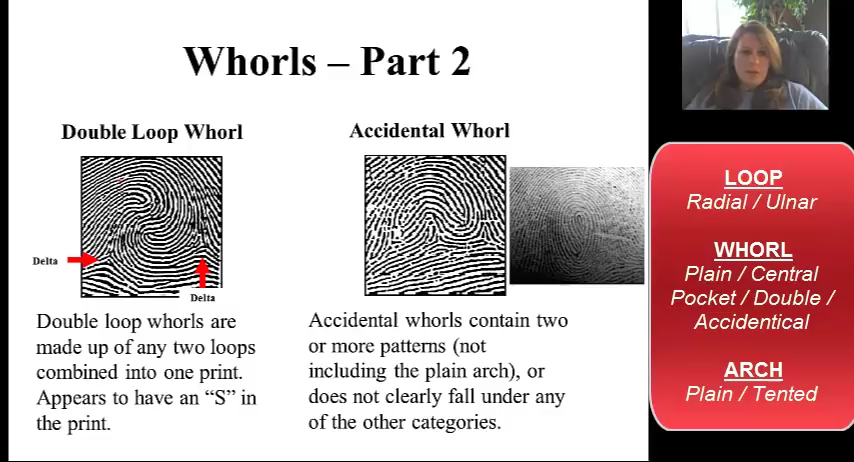 Whorls – Part 2
Double Loop Whorl
Accidental Whorl
Delta
Delta
Double loop whorls are
made up of any two loops
combined into one print.
Appears to have an “S” in
the print.
Accidental whorls contain two
or more patterns (not
including the plain arch), or
does not clearly fall under any
of the other categories.
LOOP
Radial / Ulnar
WHORL
Plain / Central
Pocket / Double /
Accidentical
ARCH
Plain / Tented